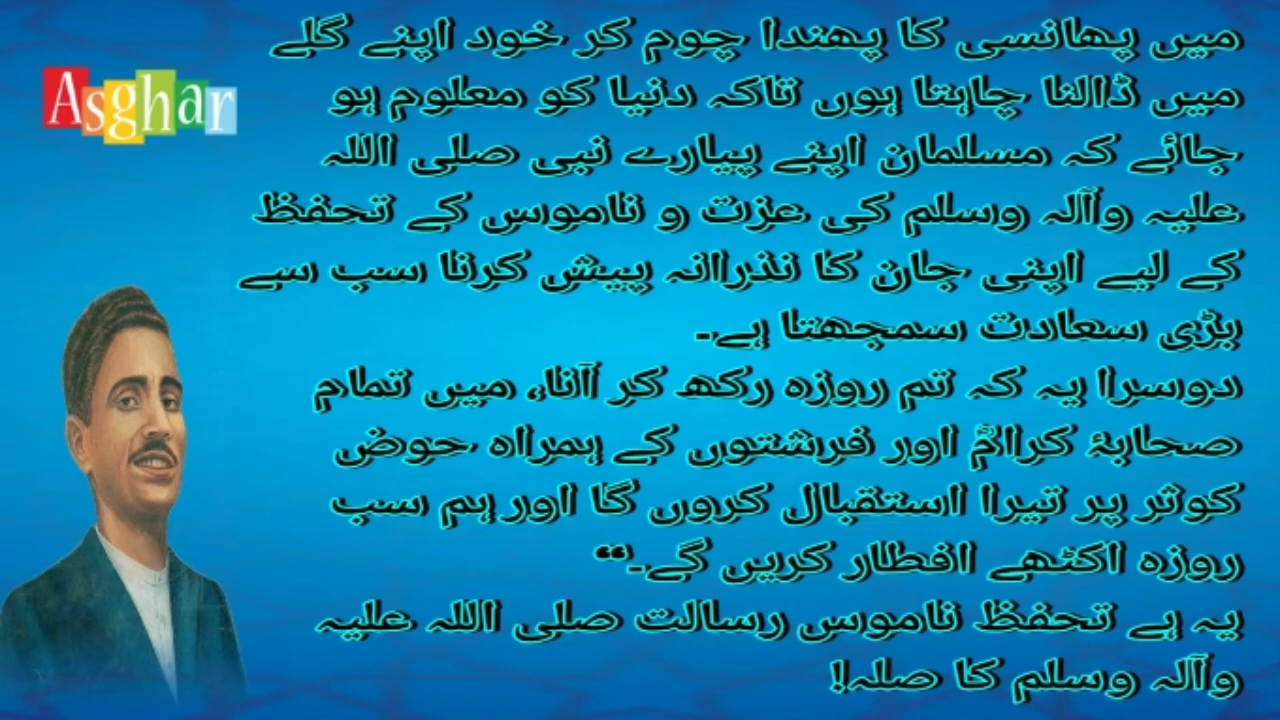 Asghar
میں پھانسی کا پھندا چوم کر خود اپنے گلے
میں ڈالنا چاہتا ہوں تاکہ دنیا کو معلوم ہو
جائے کہ مسلمان اپنے پیارے نبی صلی اللہ
علیہ وآلہ وسلم کی عزت و ناموس کے تحفظ
کے لیے اپنی جان کا نذرانہ پیش کرنا سب سے
بڑی سعادت سمجھتا ہے۔
دوسرا یہ کہ تم روزہ رکھ کر آنا، میں تمام
صحابۂ کرامؓ اور فرشتوں کے ہمراہ حوض
کوثر پر تیرا استقبال کروں گا اور ہم سب
روزہ اکٹھے افطار کریں گے۔“
یہ ہے تحفظ ناموس رسالت صلی اللہ علیہ
وآلہ وسلم کا صلہ!